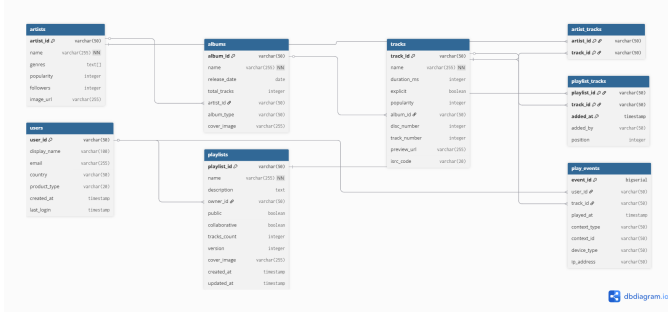 artists
artist_id varchar(50)
name varchar(255) NN
genres text[]
popularity integer
followers integer
image_url varchar(255)
users
user_id varchar(50)
display_name varchar(100)
email varchar(255)
country varchar(50)
product_type varchar(20)
created_at timestamp
last_login timestamp
albums
album_id varchar(50)
name varchar(255) NN
release_date date
total_tracks integer
artist_id varchar(50)
album_type varchar(50)
cover_image varchar(255)
playlists
playlist_id varchar(50)
name varchar(255) NN
description text
owner_id varchar(50)
public boolean
collaborative boolean
tracks_count integer
version integer
cover_image varchar(255)
created_at timestamp
updated_at timestamp
tracks
track_id varchar(50)
name varchar(255) NN
duration_ms integer
explicit boolean
popularity integer
album_id varchar(50)
disc_number integer
track_number integer
preview_url varchar(255)
isrc_code varchar(20)
artist_tracks
artist_id varchar(50)
track_id varchar(50)
playlist_tracks
playlist_id varchar(50)
track_id varchar(50)
added_at timestamp
added_by varchar(50)
position integer
play_events
event_id bigserial
user_id varchar(50)
track_id varchar(50)
played_at timestamp
context_type varchar(50)
context_id varchar(50)
device_type varchar(50)
ip_address varchar(50)
dbdiagram.io